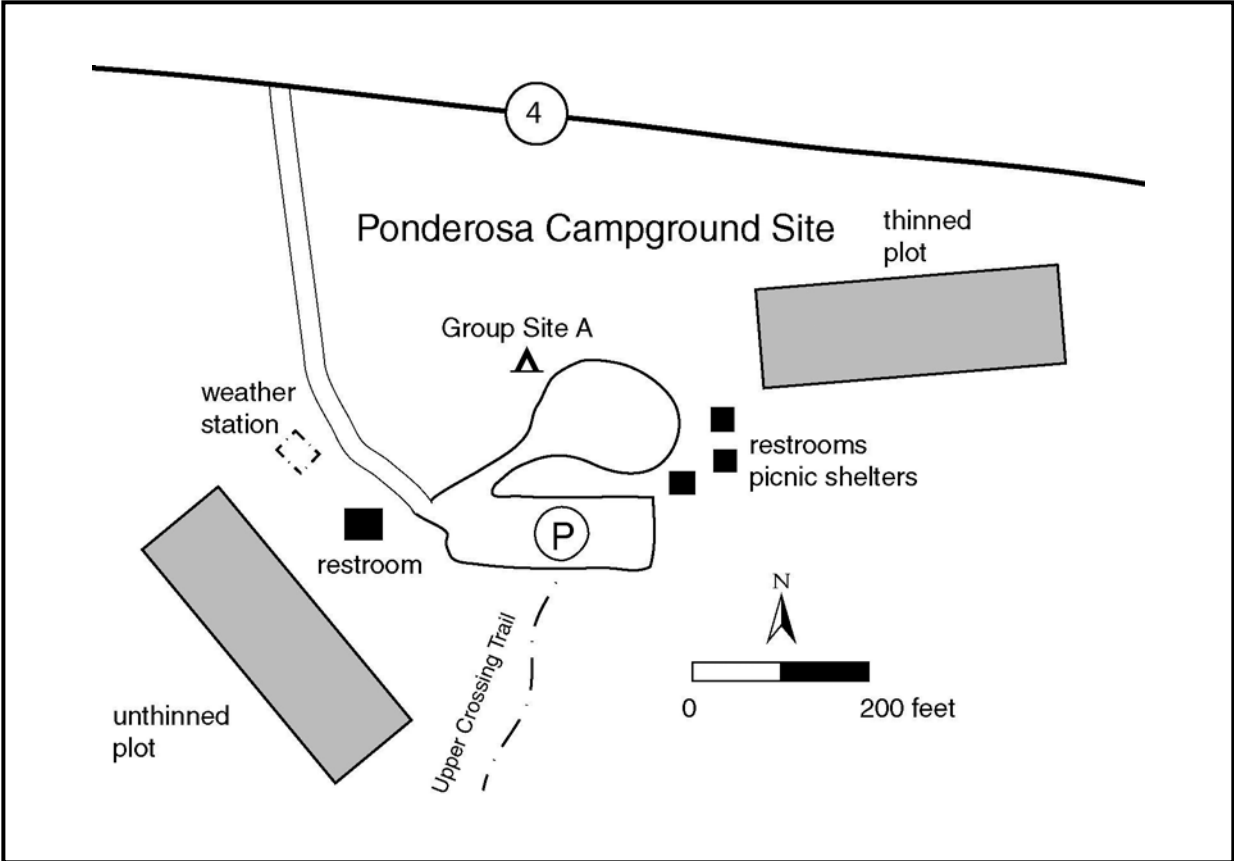 4
Ponderosa Campground Site
thinned
plot
Group Site A
weather
station
restrooms
picnic shelters
P
restroom
N
Upper Crossing Trail
0
200 feet
unthinned
plot